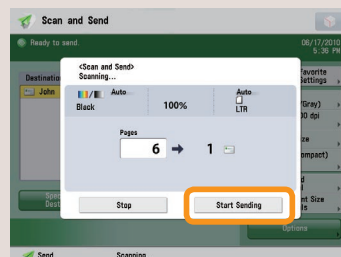 Scan and Send
Ready to send.
06/17/2010
5:36 PM
<Scan and Send>
Scanning...
Destination
John
Favorite
Settings
Auto
Black
100%
Auto
LTR
/Gray)
00 dpi
Pages
6 → 1
ompact)
Stop
Start Sending
Dest
nt Size
Options
Send
Scanning